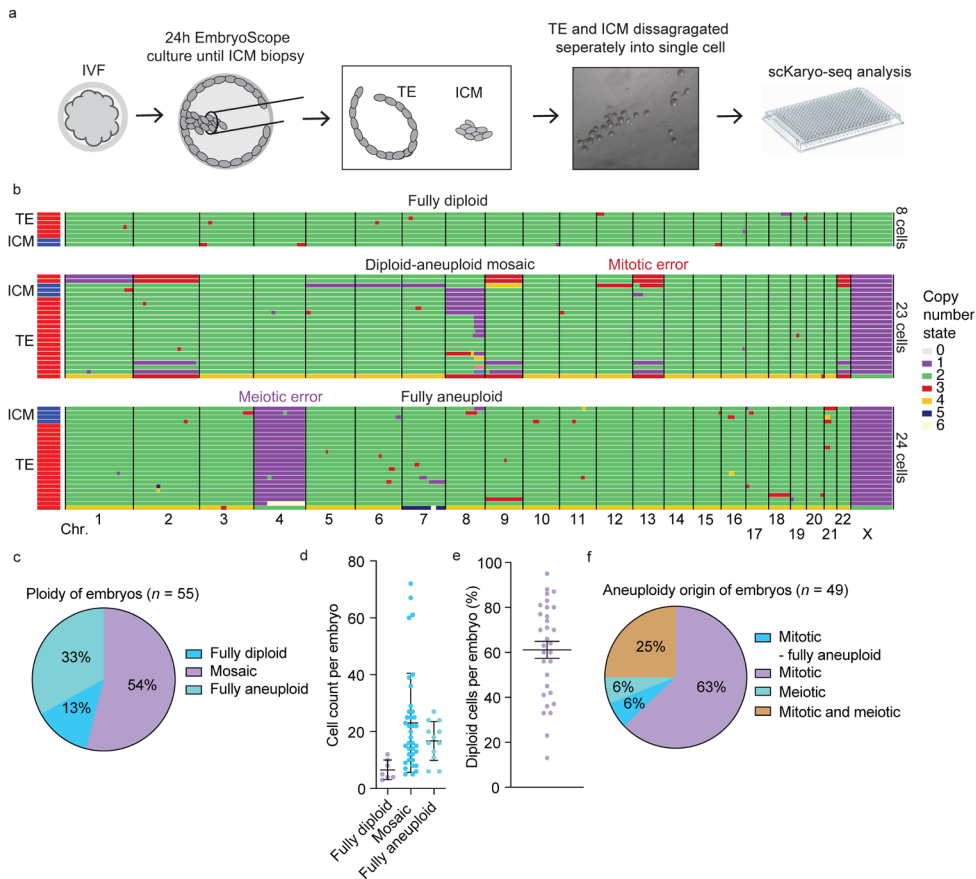 a
IVF
24h EmbryoScope
culture until ICM biopsy
TE
ICM
TE and ICM dissagragated
seperately into single cell
scKaryo-seq analysis
b
Fully diploid
TE
ICM
8 cells
Diploid-aneuploid mosaic
Mitotic error
ICM
TE
23 cells
Meiotic error
Fully aneuploid
ICM
TE
24 cells
Copy
number
state
0
1
2
3
4
5
6
Chr.
1 2 3 4 5 6 7 8 9 10 11 12 13 14 15 16 17 18 19 20 21 22 X
c
Ploidy of embryos (n = 55)
33%
54%
13%
Fully diploid
Mosaic
Fully aneuploid
d
Cell count per embryo
80
60
40
20
0
Fully diploid
Mosaic
Fully aneuploid
e
Diploid cells per embryo (%)
100
80
60
40
20
0
f
Aneuploidy origin of embryos (n = 49)
25%
6%
6%
63%
Mitotic
- fully aneuploid
Mitotic
Meiotic
Mitotic and meiotic